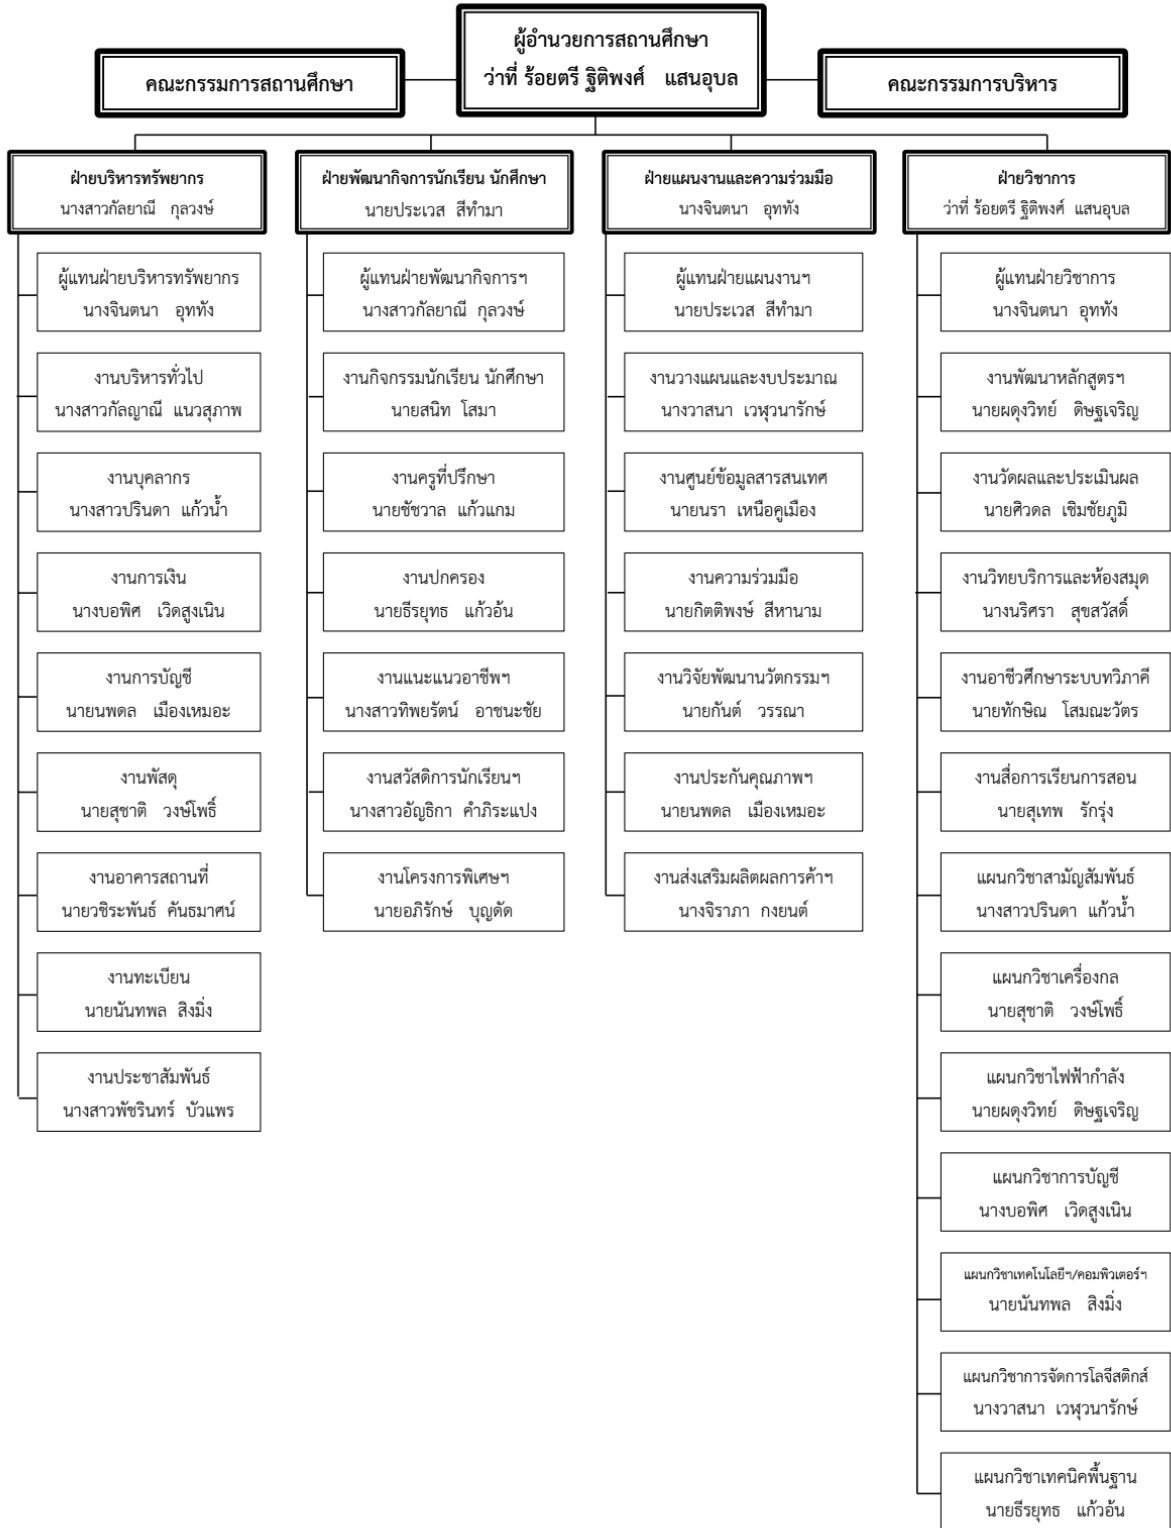 ผู้อำนวยการสถานศึกษา
ว่าที่ ร้อยตรี ฐิติพงศ์ แสนอุบล
คณะกรรมการสถานศึกษา
คณะกรรมการบริหาร
ฝ่ายบริหารทรัพยากร
นางสาวกัลยาณี กุลวงษ์
ผู้แทนฝ่ายบริหารทรัพยากร
นางจินตนา อุททัง
งานบริหารทั่วไป
นางสาวกัลญาณี แนวสุภาพ
งานบุคลากร
นางสาวปรินดา แก้วน้ำ
งานการเงิน
นางบอพิศ เวิดสูงเนิน
งานการบัญชี
นายนพดล เมืองเหมอะ
งานพัสดุ
นายสุชาติ วงษ์โพธิ์
งานอาคารสถานที่
นายวชิระพันธ์ คันธมาศน์
งานทะเบียน
นายนันทพล สิงมิ่ง
งานประชาสัมพันธ์
นางสาวพัชรินทร์ บัวแพร
ฝ่ายพัฒนากิจการนักเรียน นักศึกษา
นายประเวส สีทำมา
ผู้แทนฝ่ายพัฒนากิจการฯ
นางสาวกัลยาณี กุลวงษ์
งานกิจกรรมนักเรียน นักศึกษา
นายสนิท โสมา
งานครูที่ปรึกษา
นายชัชวาล แก้วแกม
งานปกครอง
นายธีรยุทธ แก้วอ้น
งานแนะแนวอาชีพฯ
นางสาวทิพยรัตน์ อาชนะชัย
งานสวัสดิการนักเรียนฯ
นางสาวอัญธิกา คำภิระแปง
งานโครงการพิเศษฯ
นายอภิรักษ์ บุญดัด
ฝ่ายแผนงานและความร่วมมือ
นางจินตนา อุททัง
ผู้แทนฝ่ายแผนงานฯ
นายประเวส สีทำมา
งานวางแผนและงบประมาณ
นางวาสนา เวฬุวนารักษ์
งานศูนย์ข้อมูลสารสนเทศ
นายนรา เหนือคูเมือง
งานความร่วมมือ
นายกิตติพงษ์ สีหานาม
งานวิจัยพัฒนานวัตกรรมฯ
นายกันต์ วรรณา
งานประกันคุณภาพฯ
นายนพดล เมืองเหมอะ
งานส่งเสริมผลิตผลการค้าฯ
นางจิราภา กงยนต์
ฝ่ายวิชาการ
ว่าที่ ร้อยตรี ฐิติพงศ์ แสนอุบล
ผู้แทนฝ่ายวิชาการ
นางจินตนา อุททัง
งานพัฒนาหลักสูตรฯ
นายผดุงวิทย์ ดิษฐเจริญ
งานวัดผลและประเมินผล
นายศิวดล เชิมชัยภูมิ
งานวิทยบริการและห้องสมุด
นางนริศรา สุขสวัสดิ์
งานอาชีวศึกษาระบบทวิภาคี
นายทักษิณ โสมณะวัตร
งานสื่อการเรียนการสอน
นายสุเทพ รักรุ่ง
แผนกวิชาสามัญสัมพันธ์
นางสาวปรินดา แก้วน้ำ
แผนกวิชาเครื่องกล
นายสุชาติ วงษ์โพธิ์
แผนกวิชาไฟฟ้ากำลัง
นายผดุงวิทย์ ดิษฐเจริญ
แผนกวิชาการบัญชี
นางบอพิศ เวิดสูงเนิน
แผนกวิชาเทคโนโลยีฯ/คอมพิวเตอร์ฯ
นายนันทพล สิงมิ่ง
แผนกวิชาการจัดการโลจีสติกส์
นางวาสนา เวฬุวนารักษ์
แผนกวิชาเทคนิคพื้นฐาน
นายธีรยุทธ แก้วอ้น